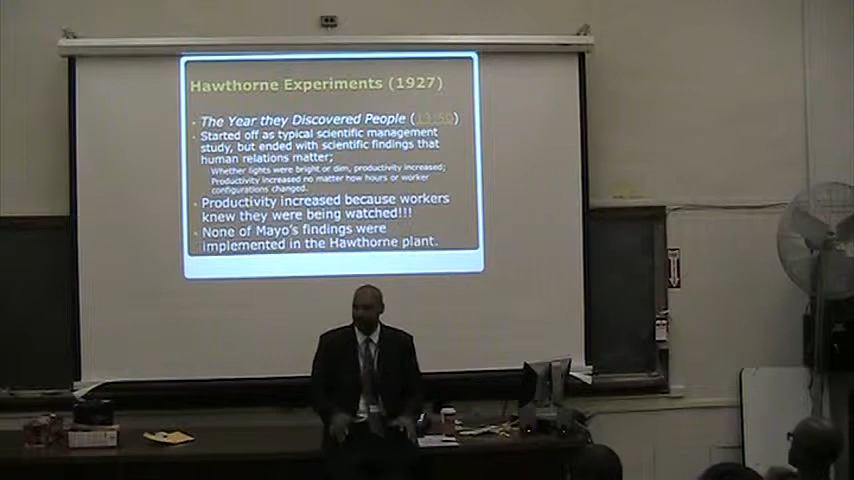 Hawthorne Experiments (1927)
The Year they Discovered People (13:50)
Started off as typical scientific management
study, but ended with scientific findings that
human relations matter;
Whether lights were bright or dim, productivity increased;
Productivity increased no matter how hours or worker
configurations changed.
Productivity increased because workers
knew they were being watched!!!
None of Mayo's findings were
implemented in the Hawthorne plant.